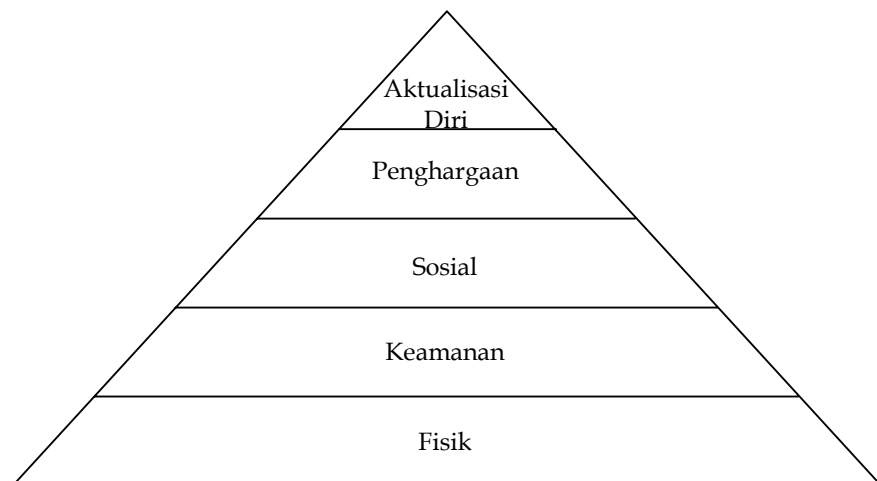 Aktualisasi
Diri
Penghargaan
Sosial
Keamanan
Fisik